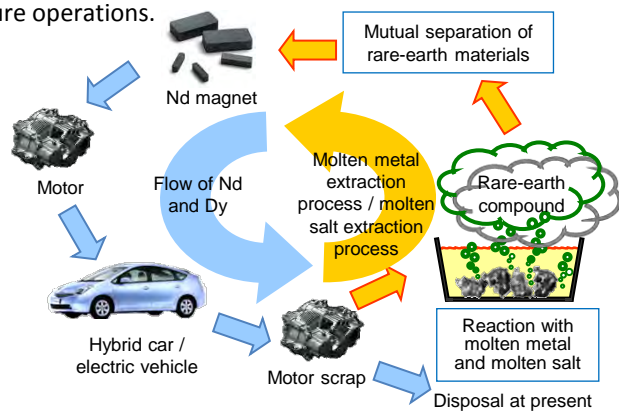 ure operations.
Mutual separation of
rare-earth materials
Nd magnet
Motor
Flow of Nd
and Dy
Molten metal
extraction
process / molten
salt extraction
process
Rare-earth
compound
Hybrid car /
electric vehicle
Motor scrap
Reaction with
molten metal
and molten salt
Disposal at present